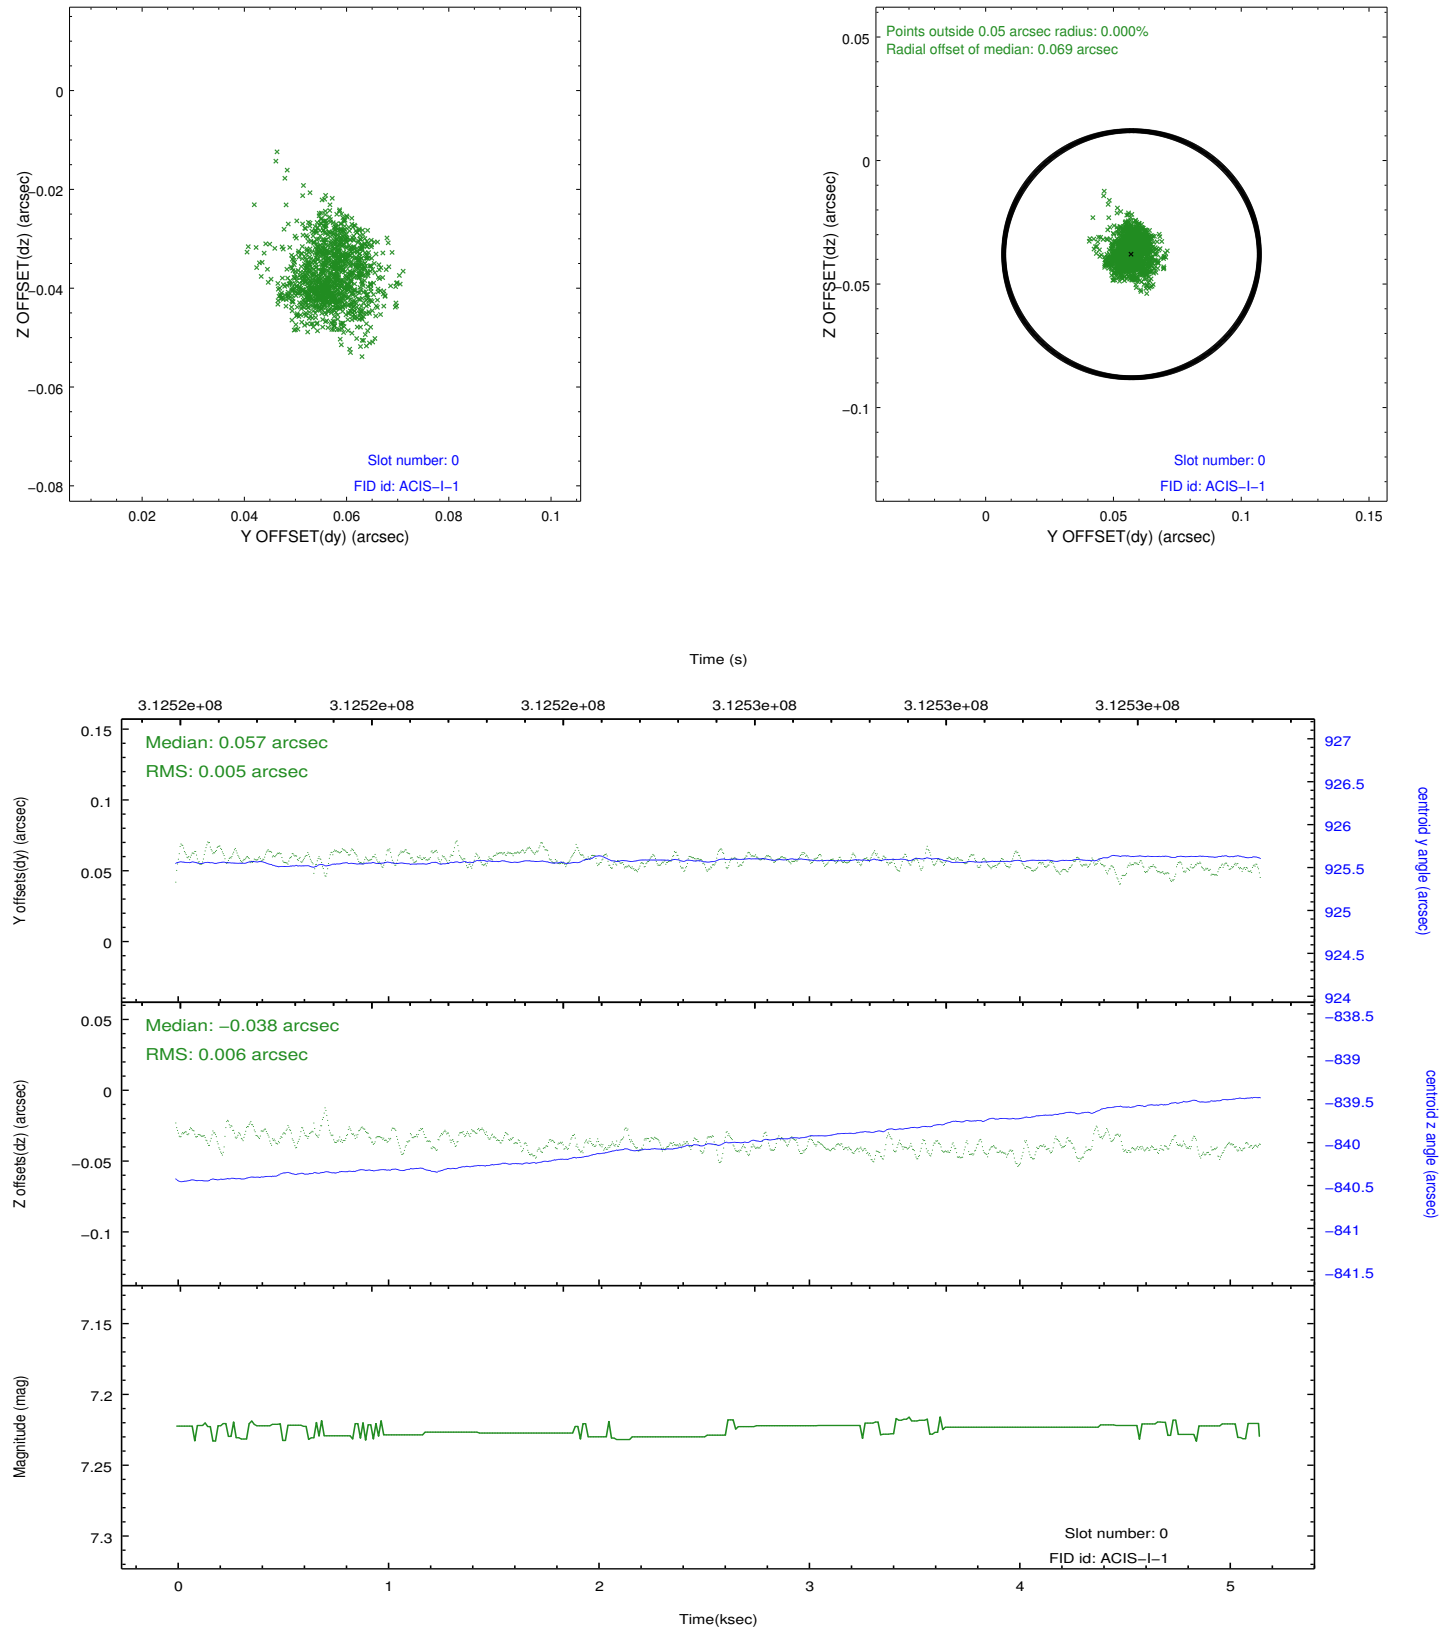 0
−0.02
−0.04
−0.06
−0.08
Z OFFSET(dz) (arcsec)
Slot number: 0
FID id: ACIS−I−1
0.02 0.04 0.06 0.08 0.1
Y OFFSET(dy) (arcsec)
Points outside 0.05 arcsec radius: 0.000%
Radial offset of median: 0.069 arcsec
0.05
0
−0.05
−0.1
Z OFFSET(dz) (arcsec)
Slot number: 0
FID id: ACIS−I−1
0 0.05 0.1 0.15
Y OFFSET(dy) (arcsec)
Time (s)
3.1252e+08 3.1252e+08 3.1252e+08 3.1253e+08 3.1253e+08 3.1253e+08
Median: 0.057 arcsec
RMS: 0.005 arcsec
0.15
0.1
0.05
0
Y offsets(dy) (arcsec)
927
926.5
926
925.5
925
924.5
924
centroid y angle (arcsec)
Median: −0.038 arcsec
RMS: 0.006 arcsec
0.05
0
−0.05
−0.1
Z offsets(dz) (arcsec)
−838.5
−839
−839.5
−840
−840.5
−841
−841.5
centroid z angle (arcsec)
7.15
7.2
7.25
7.3
Magnitude (mag)
Slot number: 0
FID id: ACIS−I−1
0 1 2 3 4 5
Time(ksec)